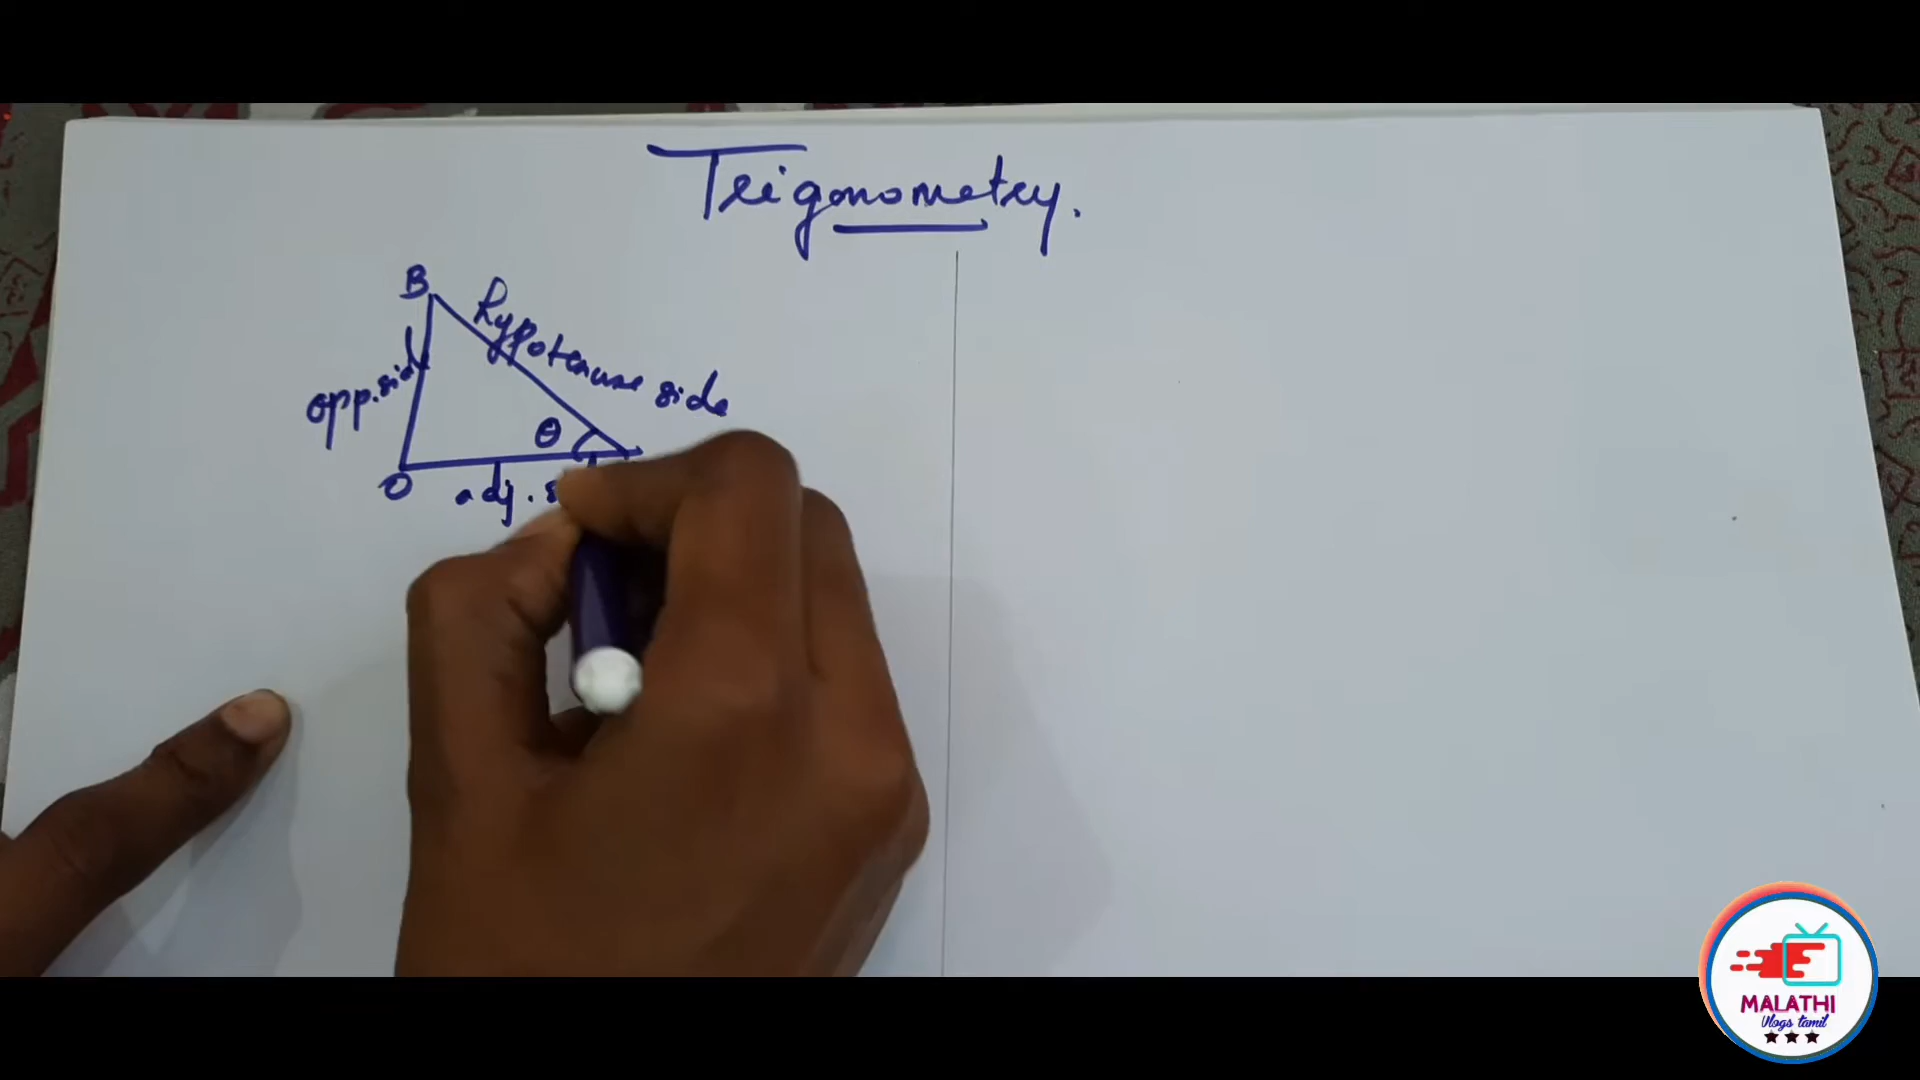 Trigonometry.
B
hypotenuse side
opp.side
θ
O
adj.s
MALATHI
Vlogs tamil